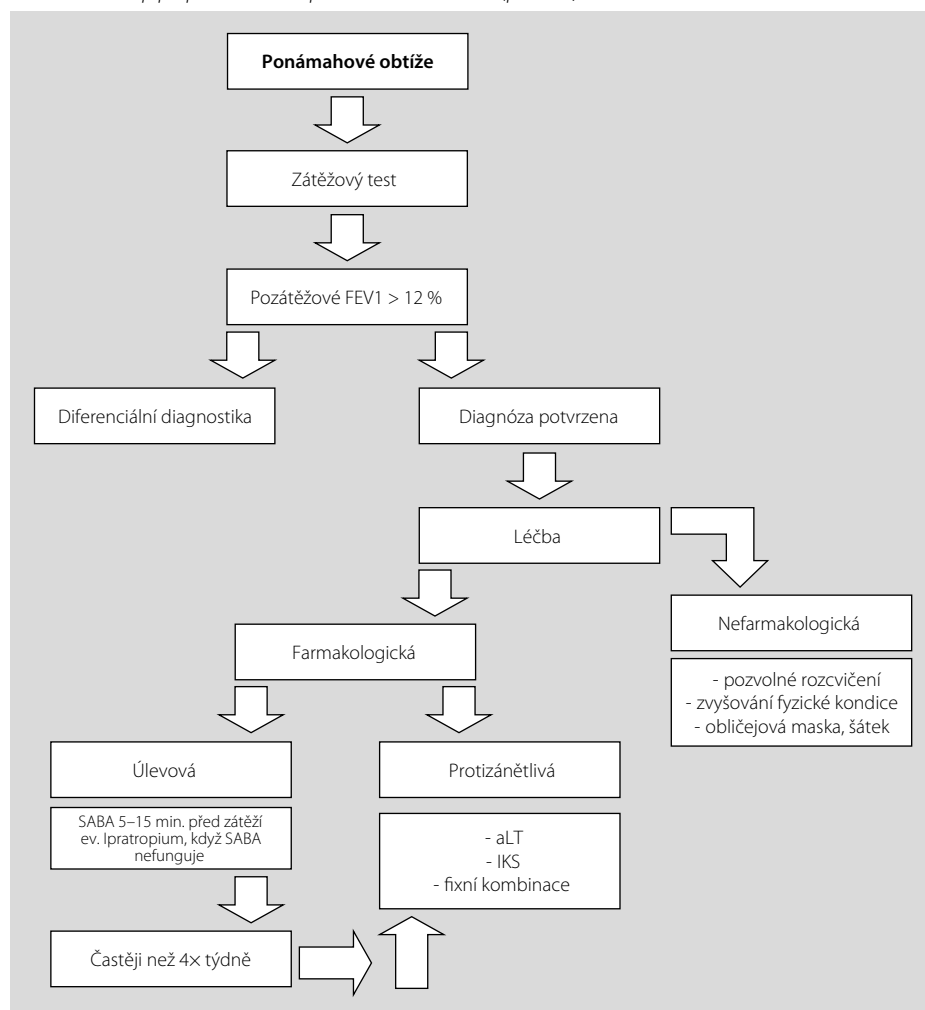 Ponámahové obtíže
Zátěžový test
Pozátěžové FEV1 > 12 %
Diferenciální diagnostika
Diagnóza potvrzena
Léčba
Nefarmakologická
- pozvolné rozcvičení
- zvyšování fyzické kondice
- obličejová maska, šátek
Farmakologická
Úlevová
SABA 5–15 min. před zátěží
ev. Ipratropium, když SABA
nefunguje
Častěji než 4× týdně
Protizánětlivá
- aLT
- IKS
- fixní kombinace